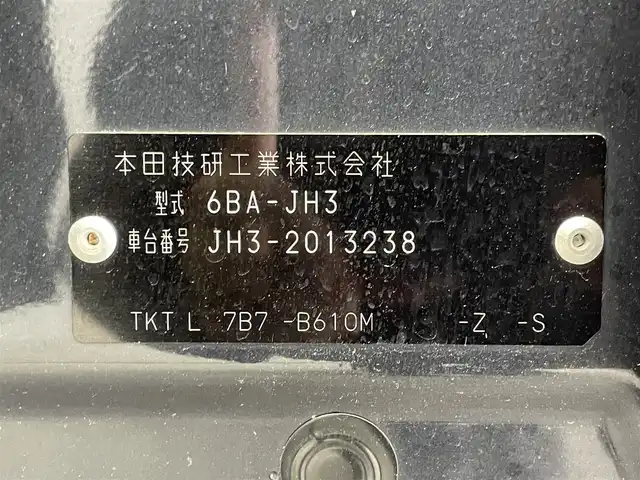 本田技研工業株式会社
型式 6BA-JH3
車台番号 JH3-2013238
TKT L 7B7 -B610M -Z -S